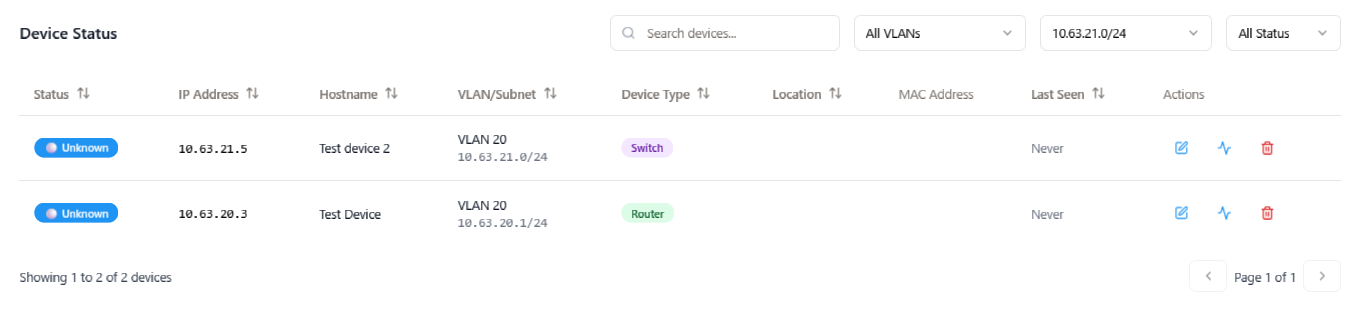 Device Status
Search devices...
All VLANs
10.63.21.0/24
All Status
Status IP Address Hostname VLAN/Subnet Device Type Location MAC Address Last Seen Actions
Unknown 10.63.21.5 Test device 2 VLAN 20 Switch Never
10.63.21.0/24
Unknown 10.63.20.3 Test Device VLAN 20 Router Never
10.63.20.1/24
Showing 1 to 2 of 2 devices
Page 1 of 1